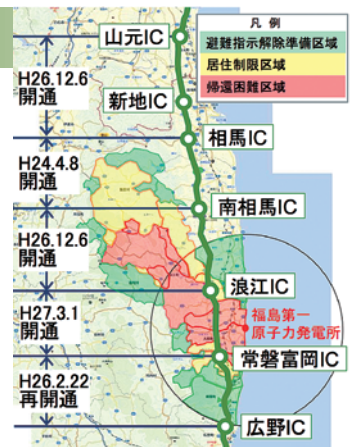 凡例
避難指示解除準備区域
居住制限区域
帰還困難区域
山元IC
H26.12.6
開通
新地IC
相馬IC
H24.4.8
開通
南相馬IC
H26.12.6
開通
浪江IC
福島第一
原子力発電所
H27.3.1
開通
常磐富岡IC
H26.2.22
再開通
広野IC